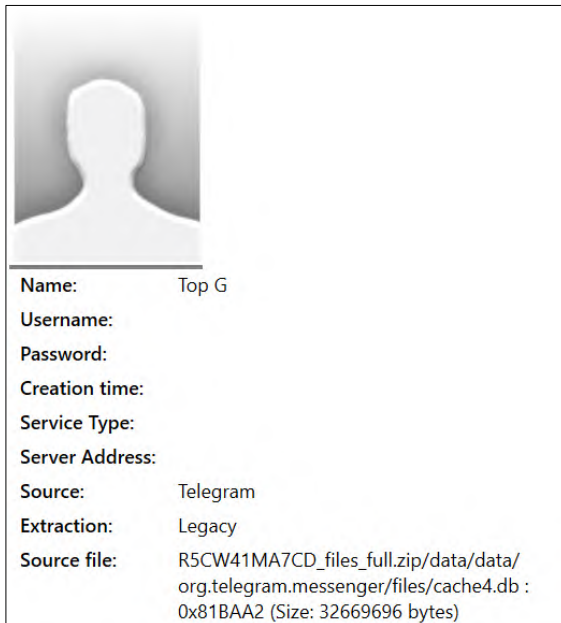 Name: Top G
Username:
Password:
Creation time:
Service Type:
Server Address:
Source: Telegram
Extraction: Legacy
Source file: R5CW41MA7CD_files_full.zip/data/data/
org.telegram.messenger/files/cache4.db :
0x81BAA2 (Size: 32669696 bytes)